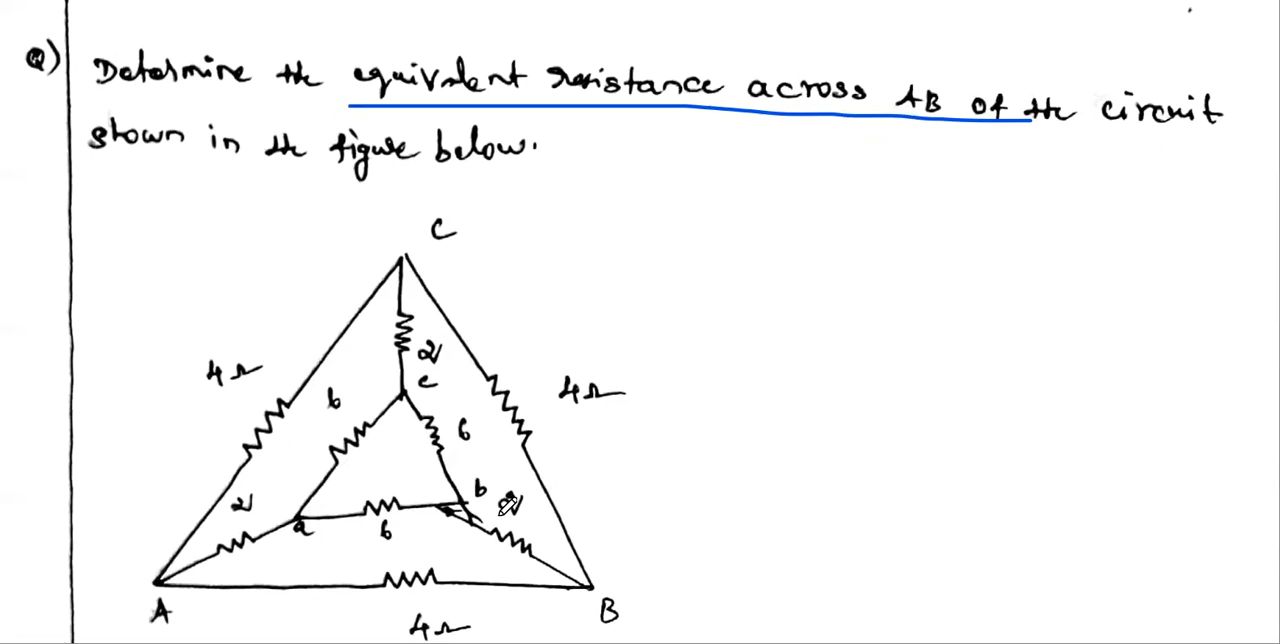 Q) Determine the equivalent resistance across AB of the circuit
shown in the figure below.
C
2
4Ω
c
4Ω
6
6
b
2
2
a
6
A
B
4Ω